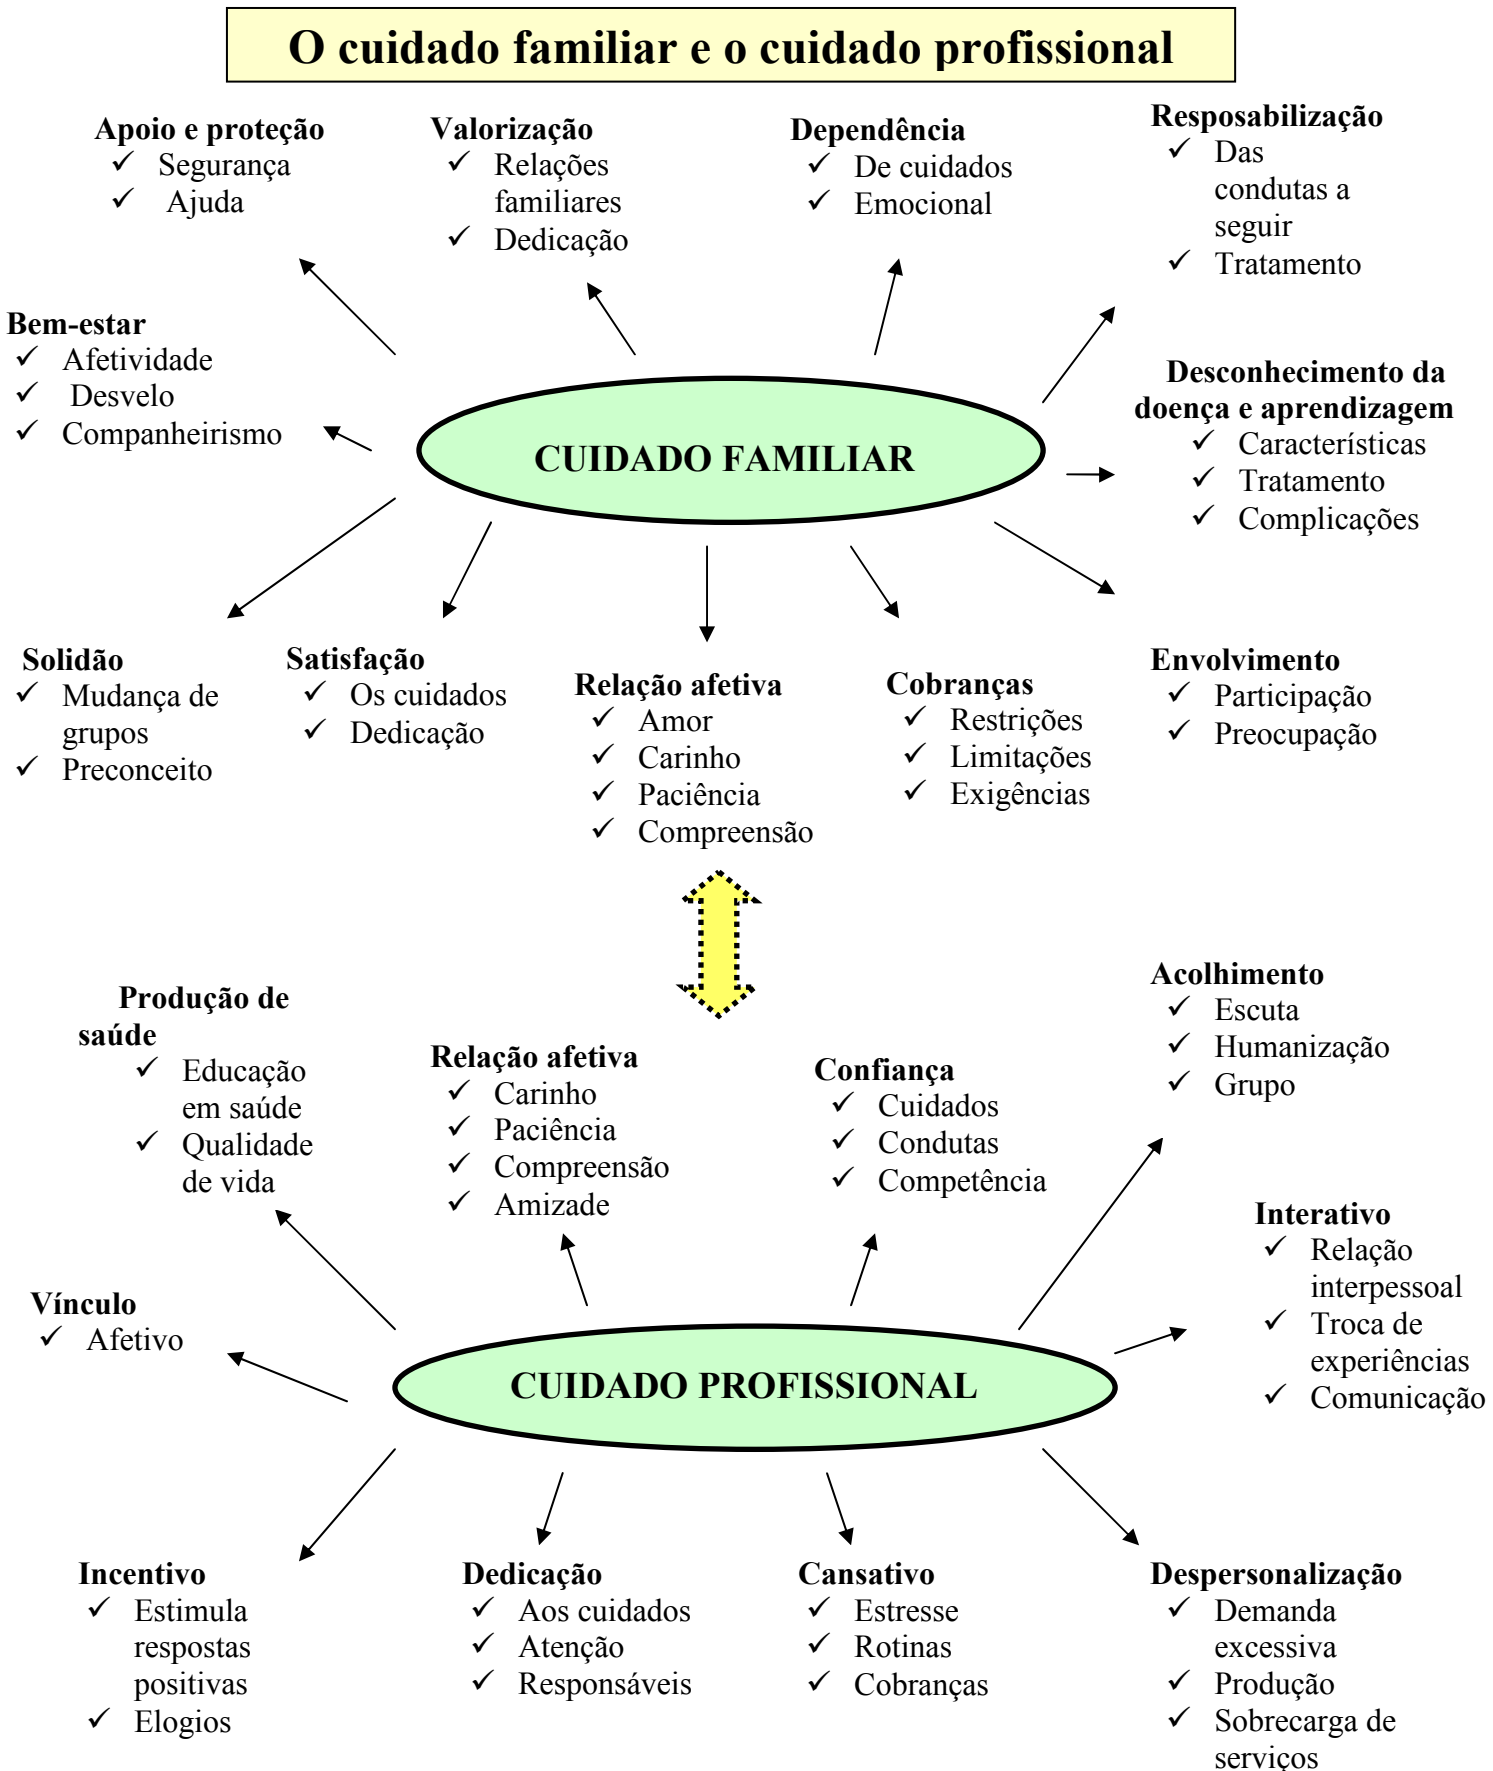 O cuidado familiar e o cuidado profissional
Apoio e proteção
✓ Segurança
✓ Ajuda
Valorização
✓ Relações
familiares
✓ Dedicação
Dependência
✓ De cuidados
✓ Emocional
Resposabilização
✓ Das
condutas a
seguir
✓ Tratamento
Bem-estar
✓ Afetividade
✓ Desvelo
✓ Companheirismo
CUIDADO FAMILIAR
Desconhecimento da
doença e aprendizagem
✓ Características
✓ Tratamento
✓ Complicações
Solidão
✓ Mudança de
grupos
✓ Preconceito
Satisfação
✓ Os cuidados
✓ Dedicação
Relação afetiva
✓ Amor
✓ Carinho
✓ Paciência
✓ Compreensão
Cobranças
✓ Restrições
✓ Limitações
✓ Exigências
Envolvimento
✓ Participação
✓ Preocupação
Produção de
saúde
✓ Educação
em saúde
✓ Qualidade
de vida
Relação afetiva
✓ Carinho
✓ Paciência
✓ Compreensão
✓ Amizade
Confiança
✓ Cuidados
✓ Condutas
✓ Competência
Acolhimento
✓ Escuta
✓ Humanização
✓ Grupo
Vínculo
✓ Afetivo
CUIDADO PROFISSIONAL
Interativo
✓ Relação
interpessoal
✓ Troca de
experiências
✓ Comunicação
Incentivo
✓ Estimula
respostas
positivas
✓ Elogios
Dedicação
✓ Aos cuidados
✓ Atenção
✓ Responsáveis
Cansativo
✓ Estresse
✓ Rotinas
✓ Cobranças
Despersonalização
✓ Demanda
excessiva
✓ Produção
✓ Sobrecarga de
serviços